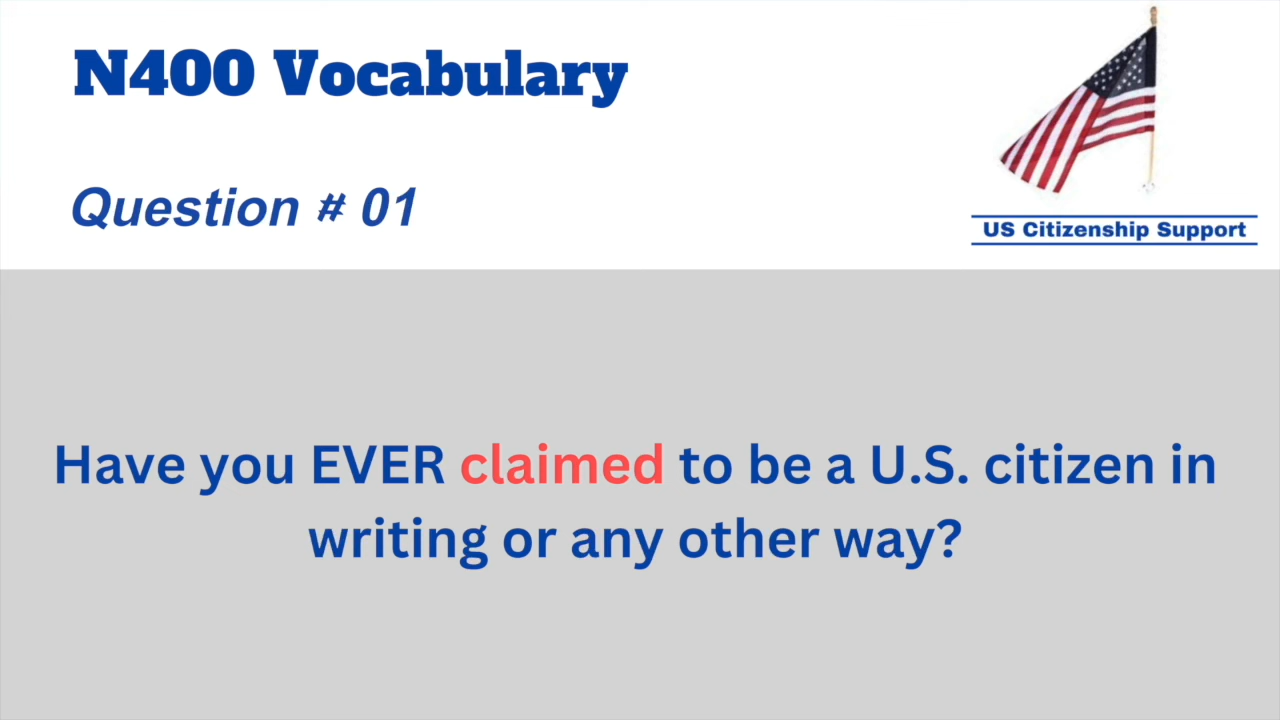 N400 Vocabulary
Question # 01
US Citizenship Support
Have you EVER claimed to be a U.S. citizen in
writing or any other way?